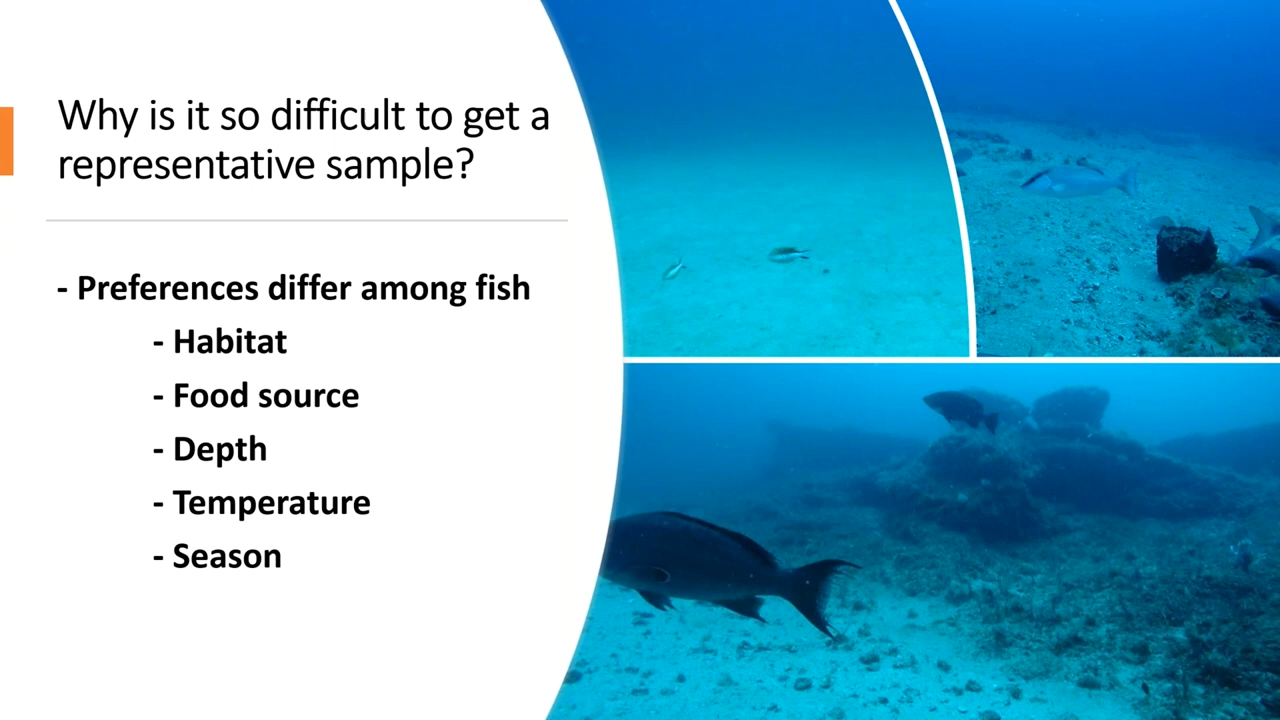 Why is it so difficult to get a
representative sample?
- Preferences differ among fish
- Habitat
- Food source
- Depth
- Temperature
- Season